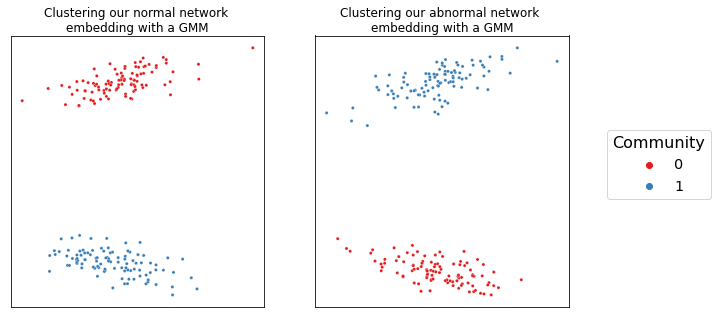 Clustering our normal network
embedding with a GMM
Clustering our abnormal network
embedding with a GMM
Community
0
1